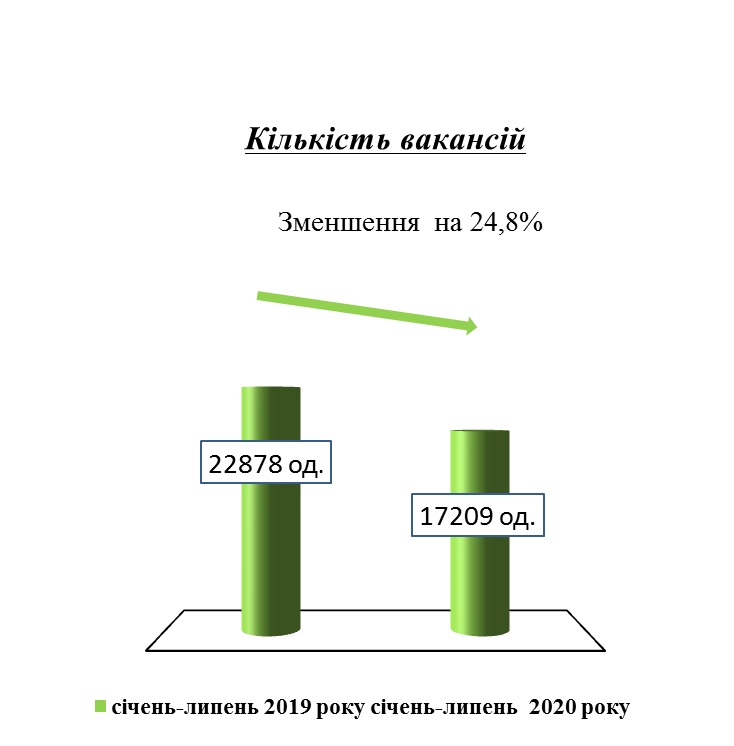 Кількість вакансій
Зменшення  на 24,8%
22878 од.
17209 од.
січень-липень 2019 року січень-липень  2020 року